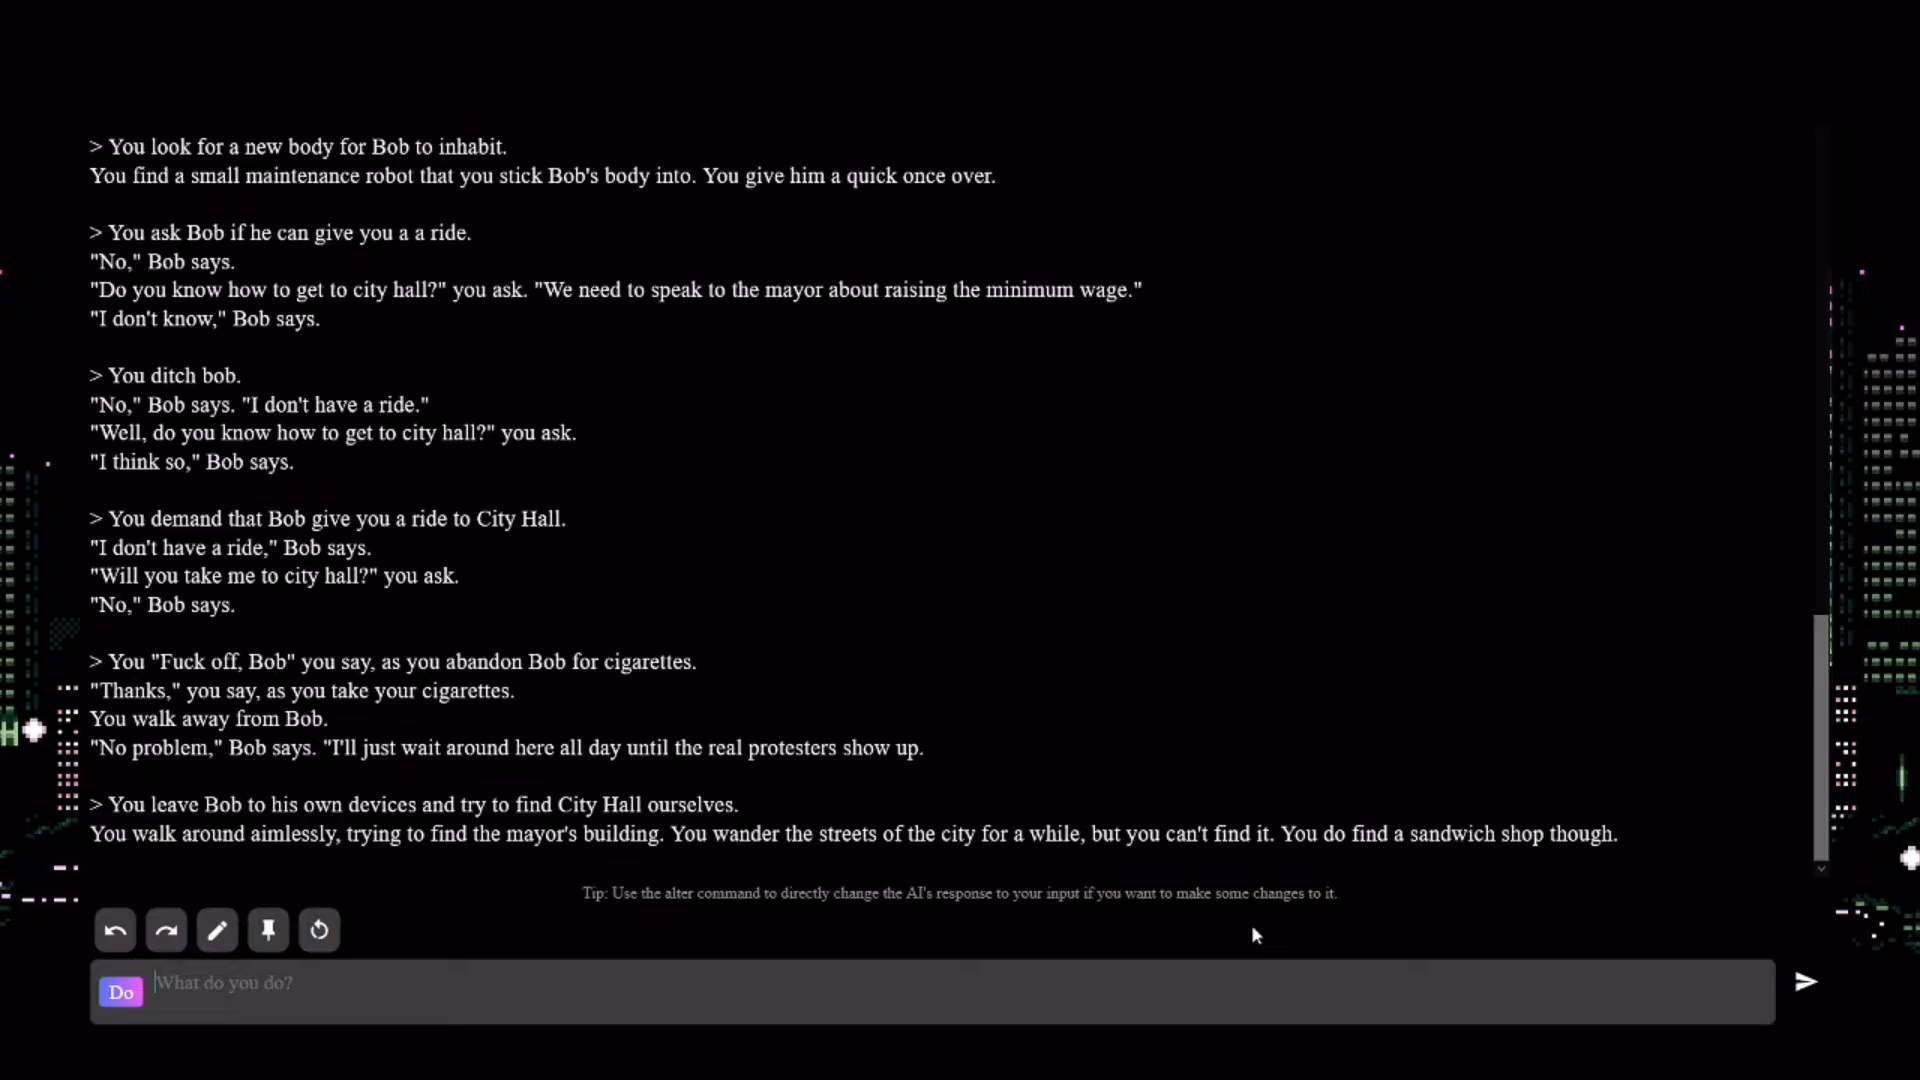 > You look for a new body for Bob to inhabit.
You find a small maintenance robot that you stick Bob's body into. You give him a quick once over.
> You ask Bob if he can give you a a ride.
"No," Bob says.
"Do you know how to get to city hall?" you ask. "We need to speak to the mayor about raising the minimum wage."
"I don't know," Bob says.
> You ditch bob.
"No," Bob says. "I don't have a ride."
"Well, do you know how to get to city hall?" you ask.
"I think so," Bob says.
> You demand that Bob give you a ride to City Hall.
"I don't have a ride," Bob says.
"Will you take me to city hall?" you ask.
"No," Bob says.
> You "Fuck off, Bob" you say, as you abandon Bob for cigarettes.
"Thanks," you say, as you take your cigarettes.
You walk away from Bob.
"No problem," Bob says. "I'll just wait around here all day until the real protesters show up.
> You leave Bob to his own devices and try to find City Hall ourselves.
You walk around aimlessly, trying to find the mayor's building. You wander the streets of the city for a while, but you can't find it. You do find a sandwich shop though.
Tip: Use the alter command to directly change the AI's response to your input if you want to make some changes to it.
Do What do you do?